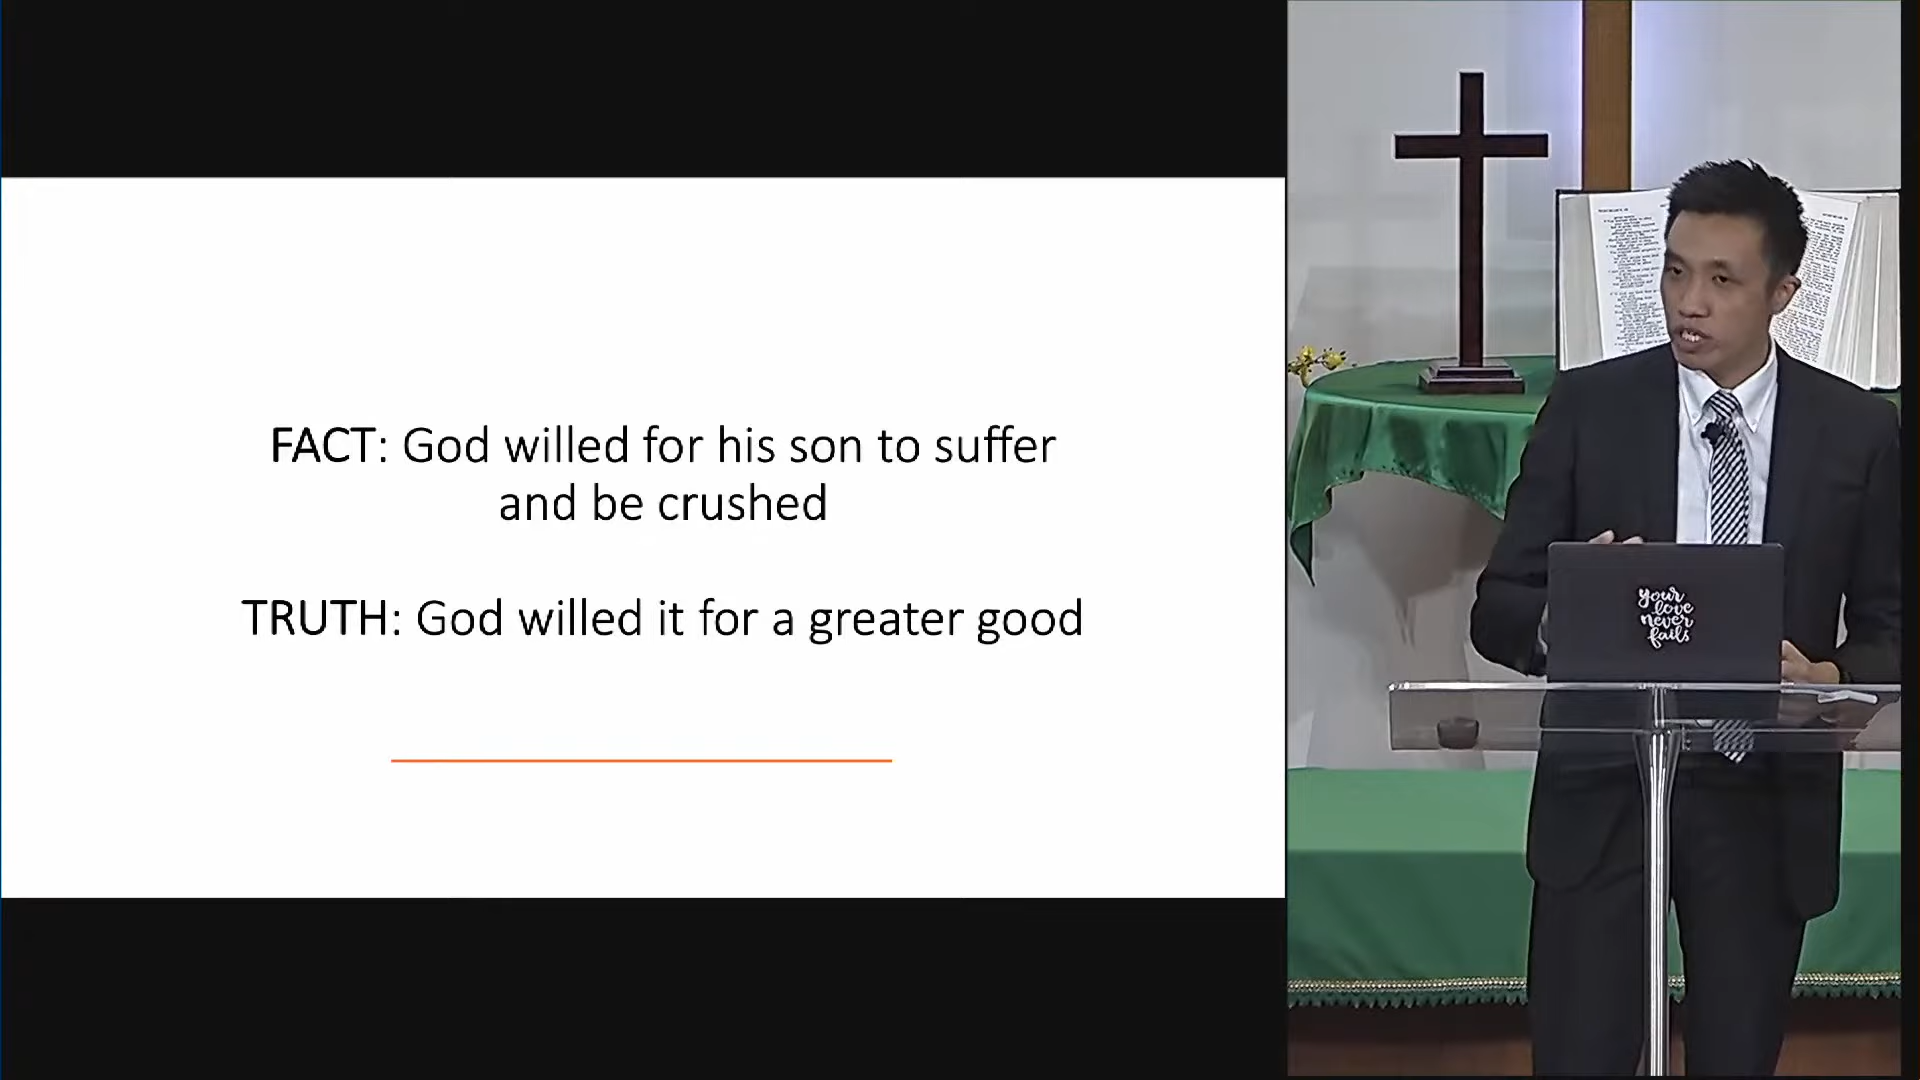 FACT: God willed for his son to suffer
and be crushed
TRUTH: God willed it for a greater good
your
love
never
fails